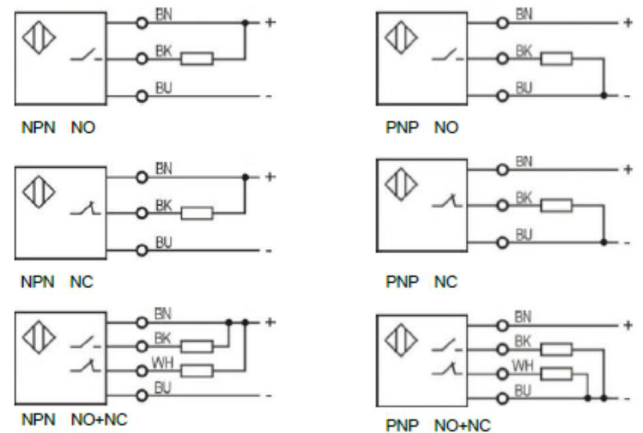 BN
+
BK
BU
-
NPN NO
BN
+
BK
BU
-
PNP NO
BN
+
BK
BU
-
NPN NC
BN
+
BK
BU
-
PNP NC
BN
+
BK
WH
BU
-
NPN NO+NC
BN
+
BK
WH
BU
-
PNP NO+NC